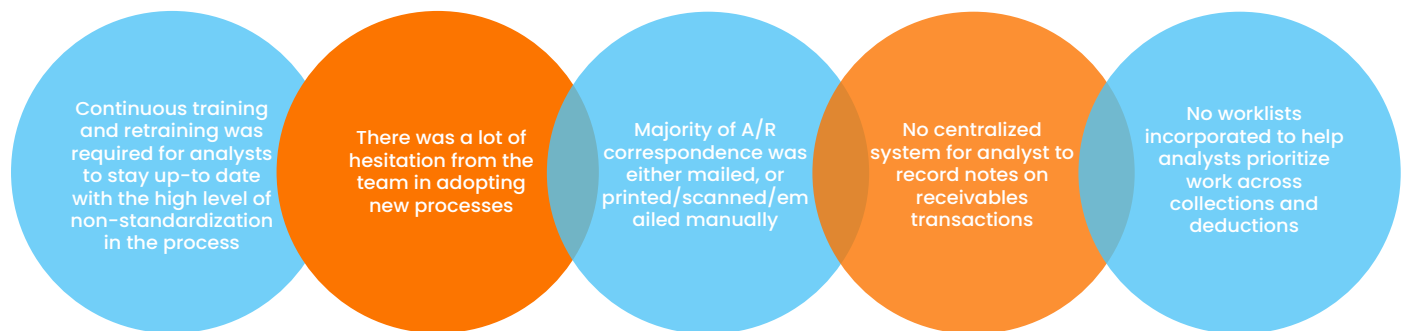 Continuous training
and retraining was
required for analysts
to stay up-to date
with the high level of
non-standardization
in the process
There was a lot of
hesitation from the
team in adopting
new processes
Majority of A/R
correspondence was
either mailed, or
printed/scanned/em
ailed manually
No centralized
system for analyst to
record notes on
receivables
transactions
No worklists
incorporated to help
analysts prioritize
work across
collections and
deductions